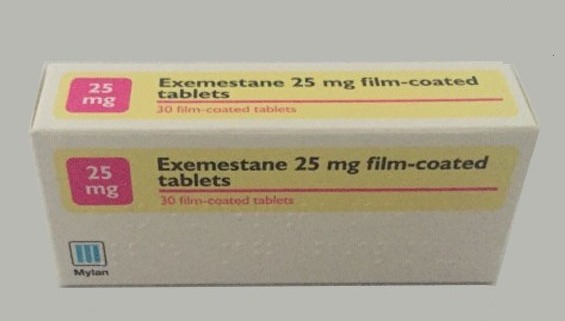 25
mg
Exemestane 25 mg film-coated
tablets
30 film-coated tablets
25
mg
Exemestane 25 mg film-coated
tablets
30 film-coated tablets
Mylan